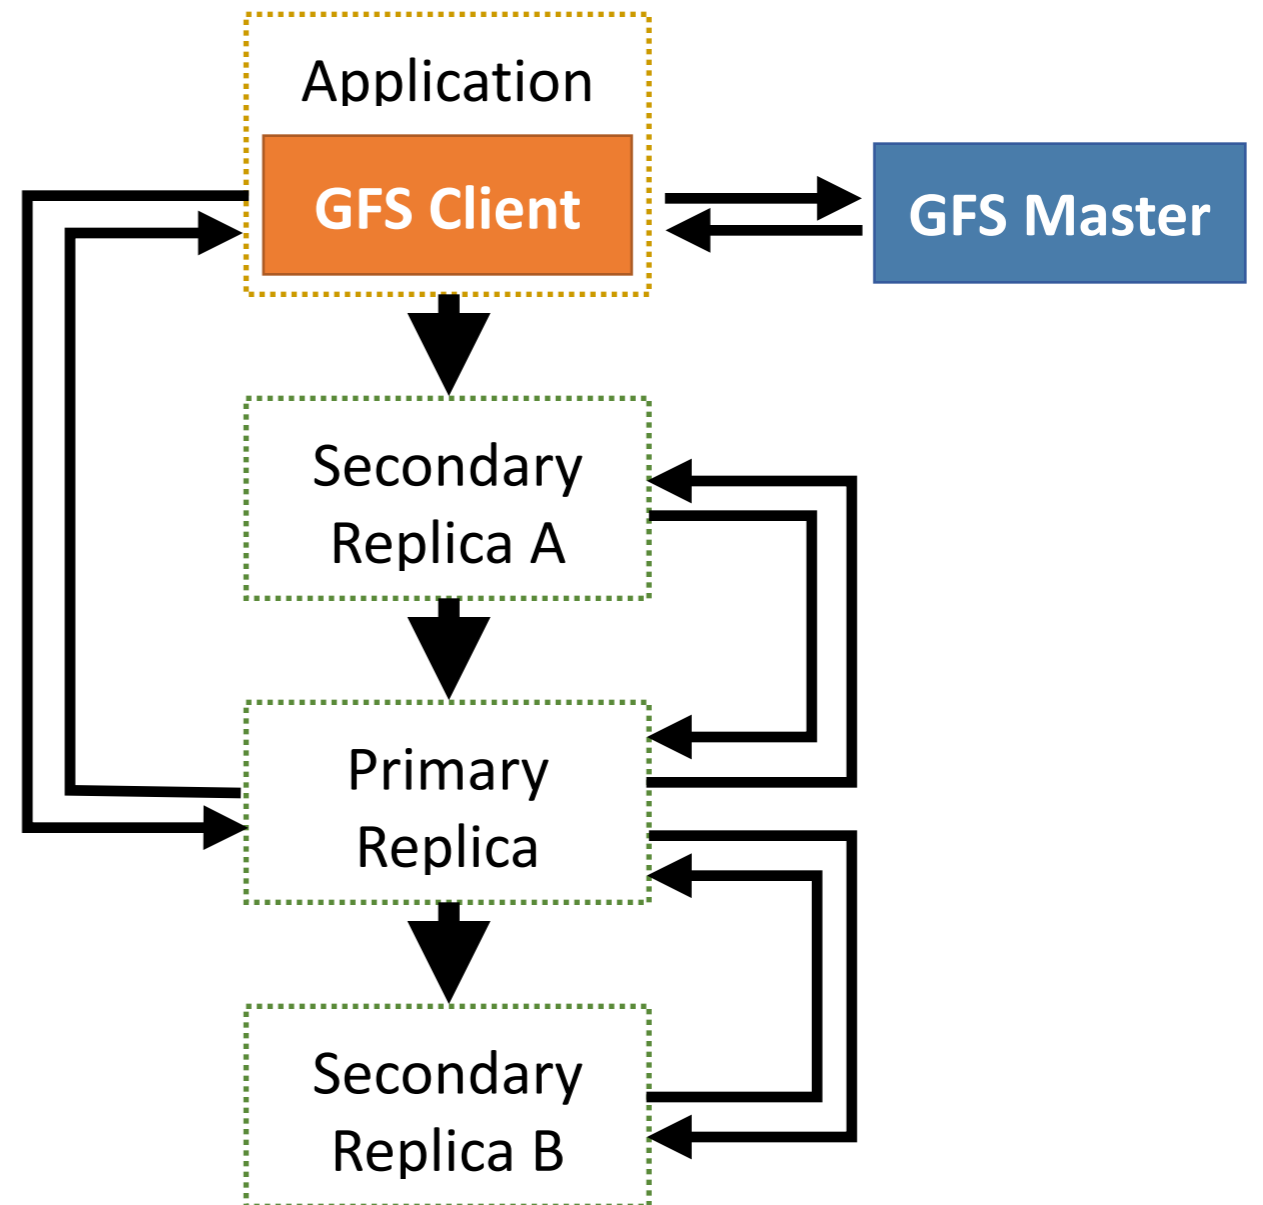 Application
GFS Client
GFS Master
Secondary
Replica A
Primary
Replica
Secondary
Replica B